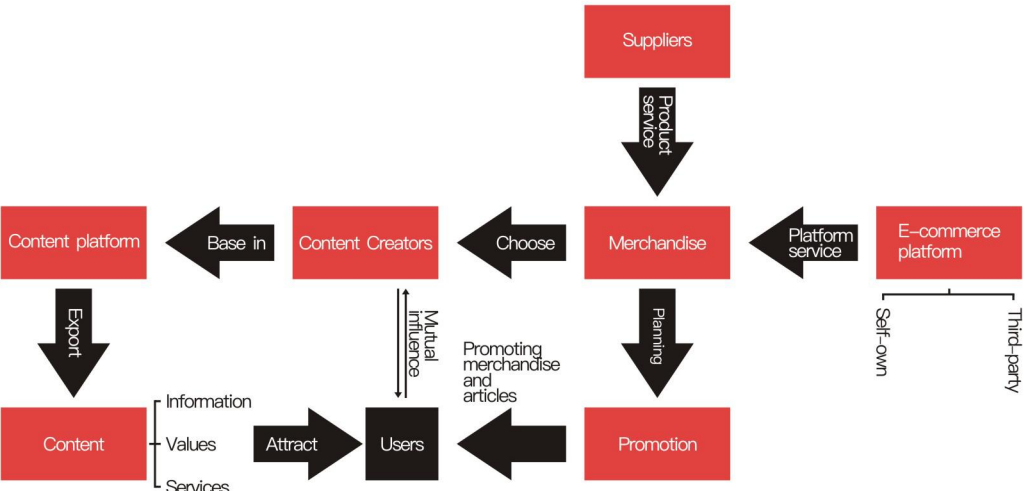 Suppliers
Product
service
Content platform
Base in
Content Creators
Choose
Merchandise
Platform
service
E-commerce
platform
Export
Mutual
influence
Planning
Self-own
Third-party
Promoting
merchandise
and
articles
Information
Content
Values
Services
Attract
Users
Promotion